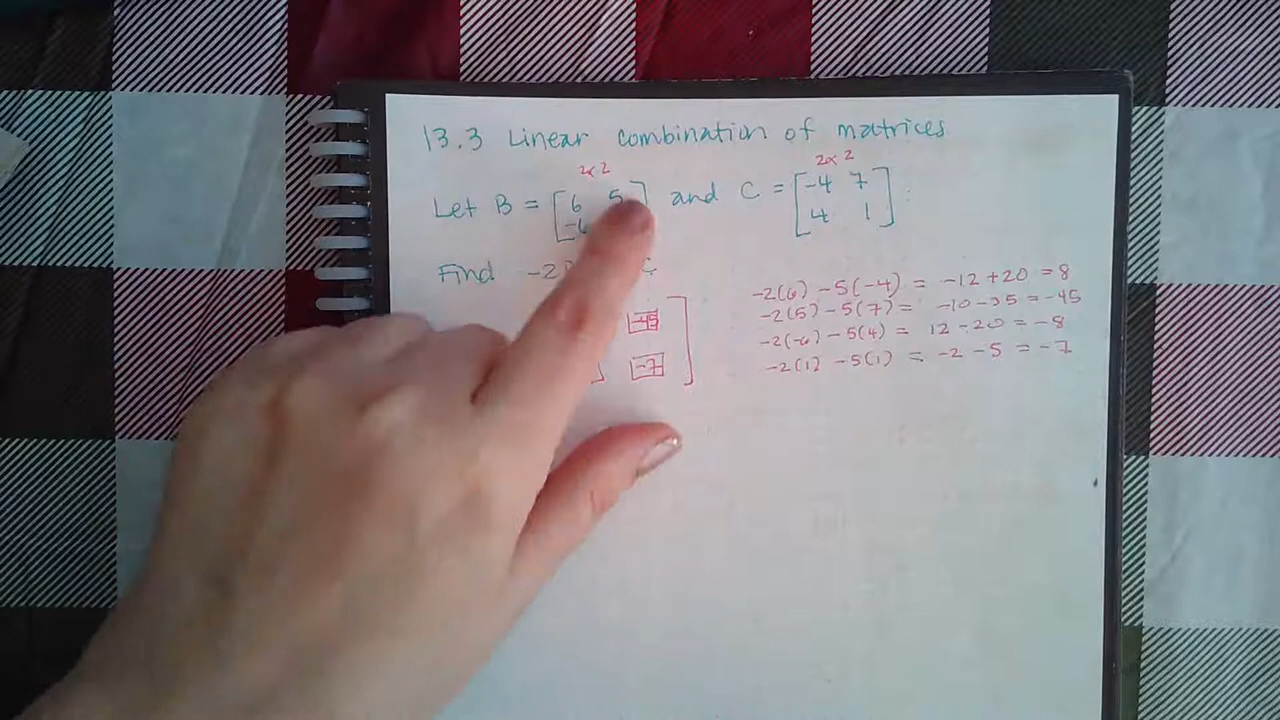 13.3 Linear combination of matrices
2x2 2x2
Let B = [6 5 and C = [-4 7]
4 1
Find -2 C
-2(6) -5(-4) = -12 +20 = 8
-45 -2(5) -5(7) = -10 -35 = -45
-2(-6) -5(4) = 12 -20 = -8
-7 -2(1) -5(1) = -2 -5 = -7